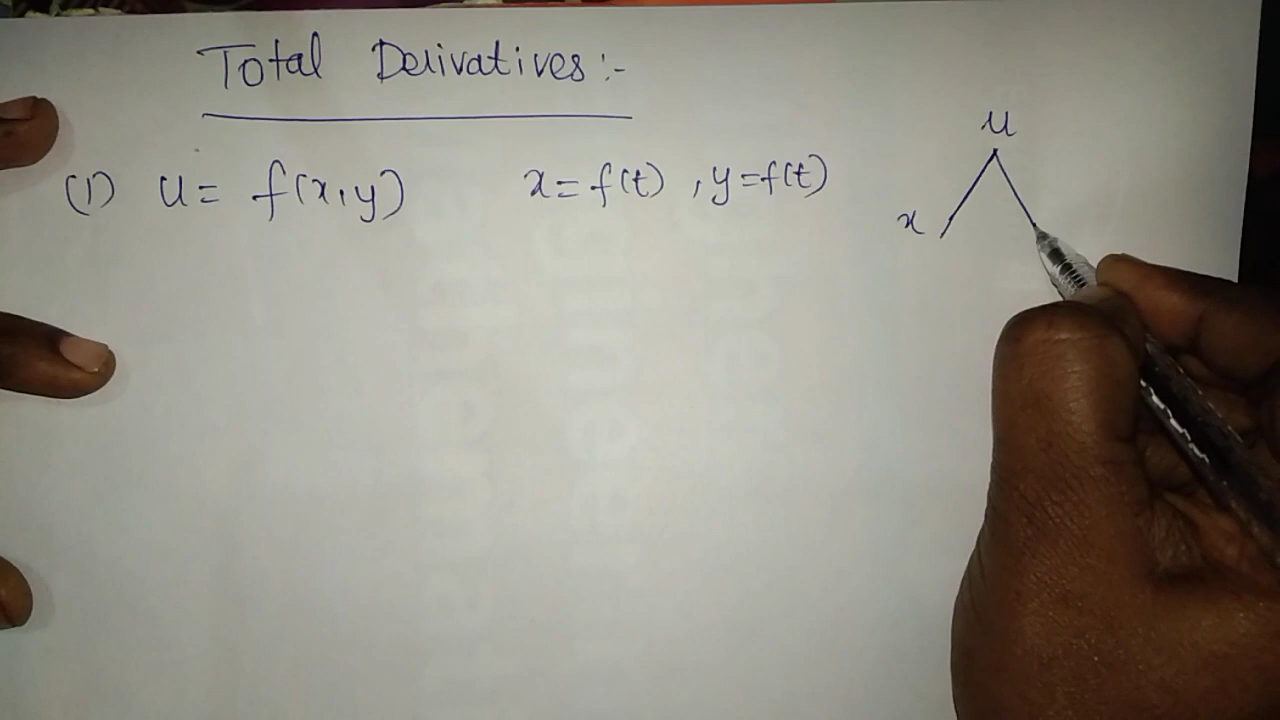 Total Derivatives :-
(1) u = f(x,y) x = f(t) , y = f(t)
u
x